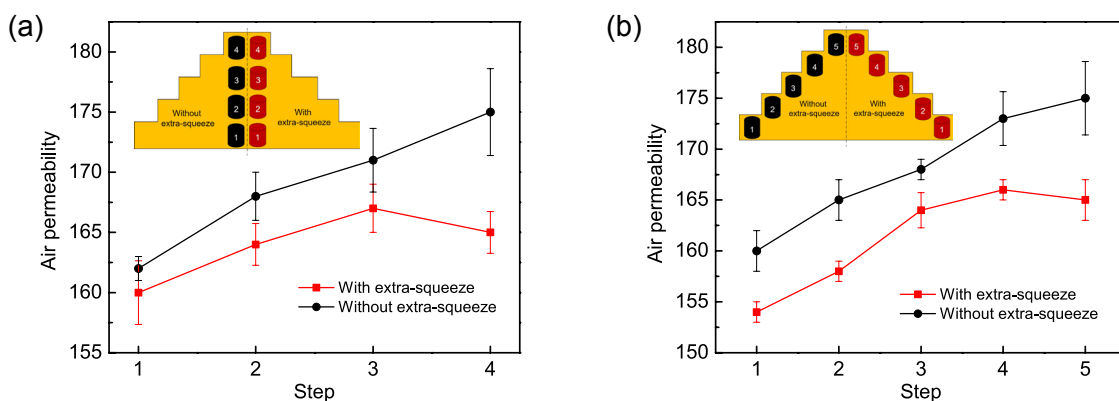 (a)
180
175
170
165
160
155
Air permeability
1 2 3 4
Step
4 4
3 3
2 2
1 1
Without
extra-squeeze
With
extra-squeeze
With extra-squeeze
Without extra-squeeze
(b)
180
175
170
165
160
155
150
Air permeability
1 2 3 4 5
Step
5 5
4 4
3 3
2 2
1 1
Without
extra-squeeze
With
extra-squeeze
With extra-squeeze
Without extra-squeeze